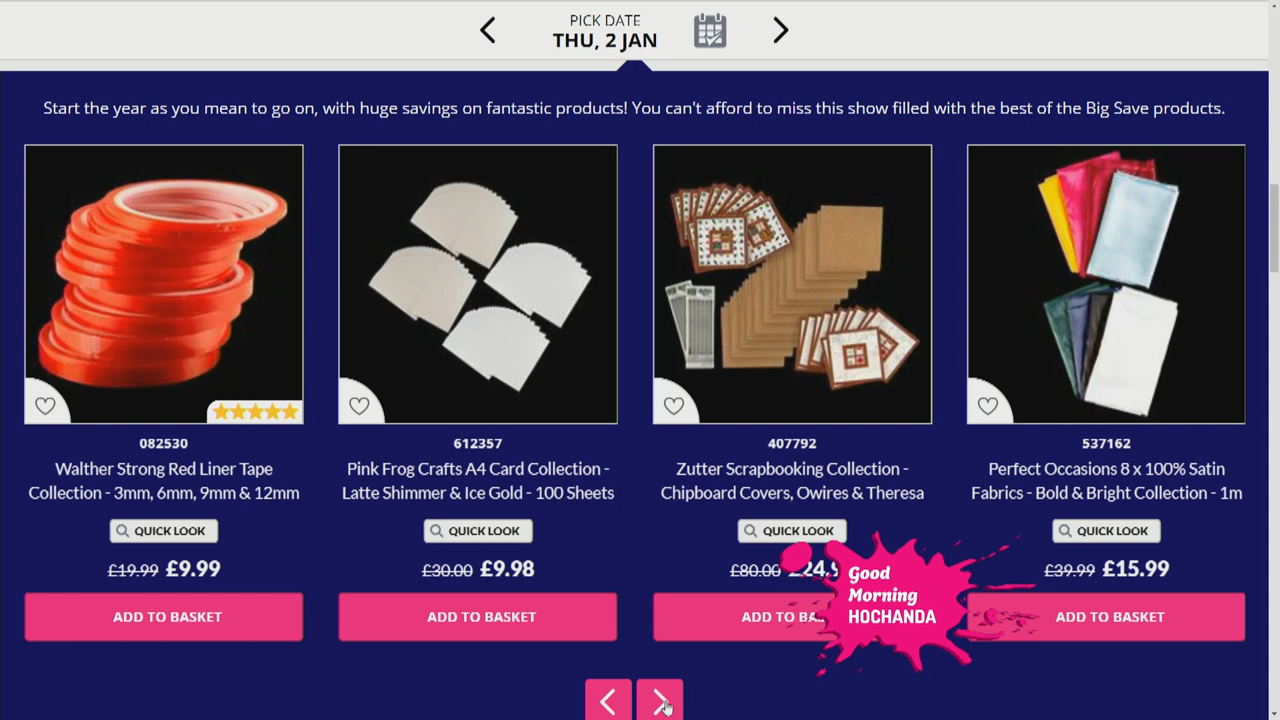 PICK DATE
THU, 2 JAN
Start the year as you mean to go on, with huge savings on fantastic products! You can't afford to miss this show filled with the best of the Big Save products.
082530
Walther Strong Red Liner Tape
Collection - 3mm, 6mm, 9mm & 12mm
QUICK LOOK
£19.99 £9.99
ADD TO BASKET
612357
Pink Frog Crafts A4 Card Collection -
Latte Shimmer & Ice Gold - 100 Sheets
QUICK LOOK
£30.00 £9.98
ADD TO BASKET
407792
Zutter Scrapbooking Collection -
Chipboard Covers, Owires & Theresa
QUICK LOOK
£80.00
ADD TO
537162
Perfect Occasions 8 x 100% Satin
Fabrics - Bold & Bright Collection - 1m
QUICK LOOK
£39.99 £15.99
ADD TO BASKET
Good
Morning
HOCHANDA